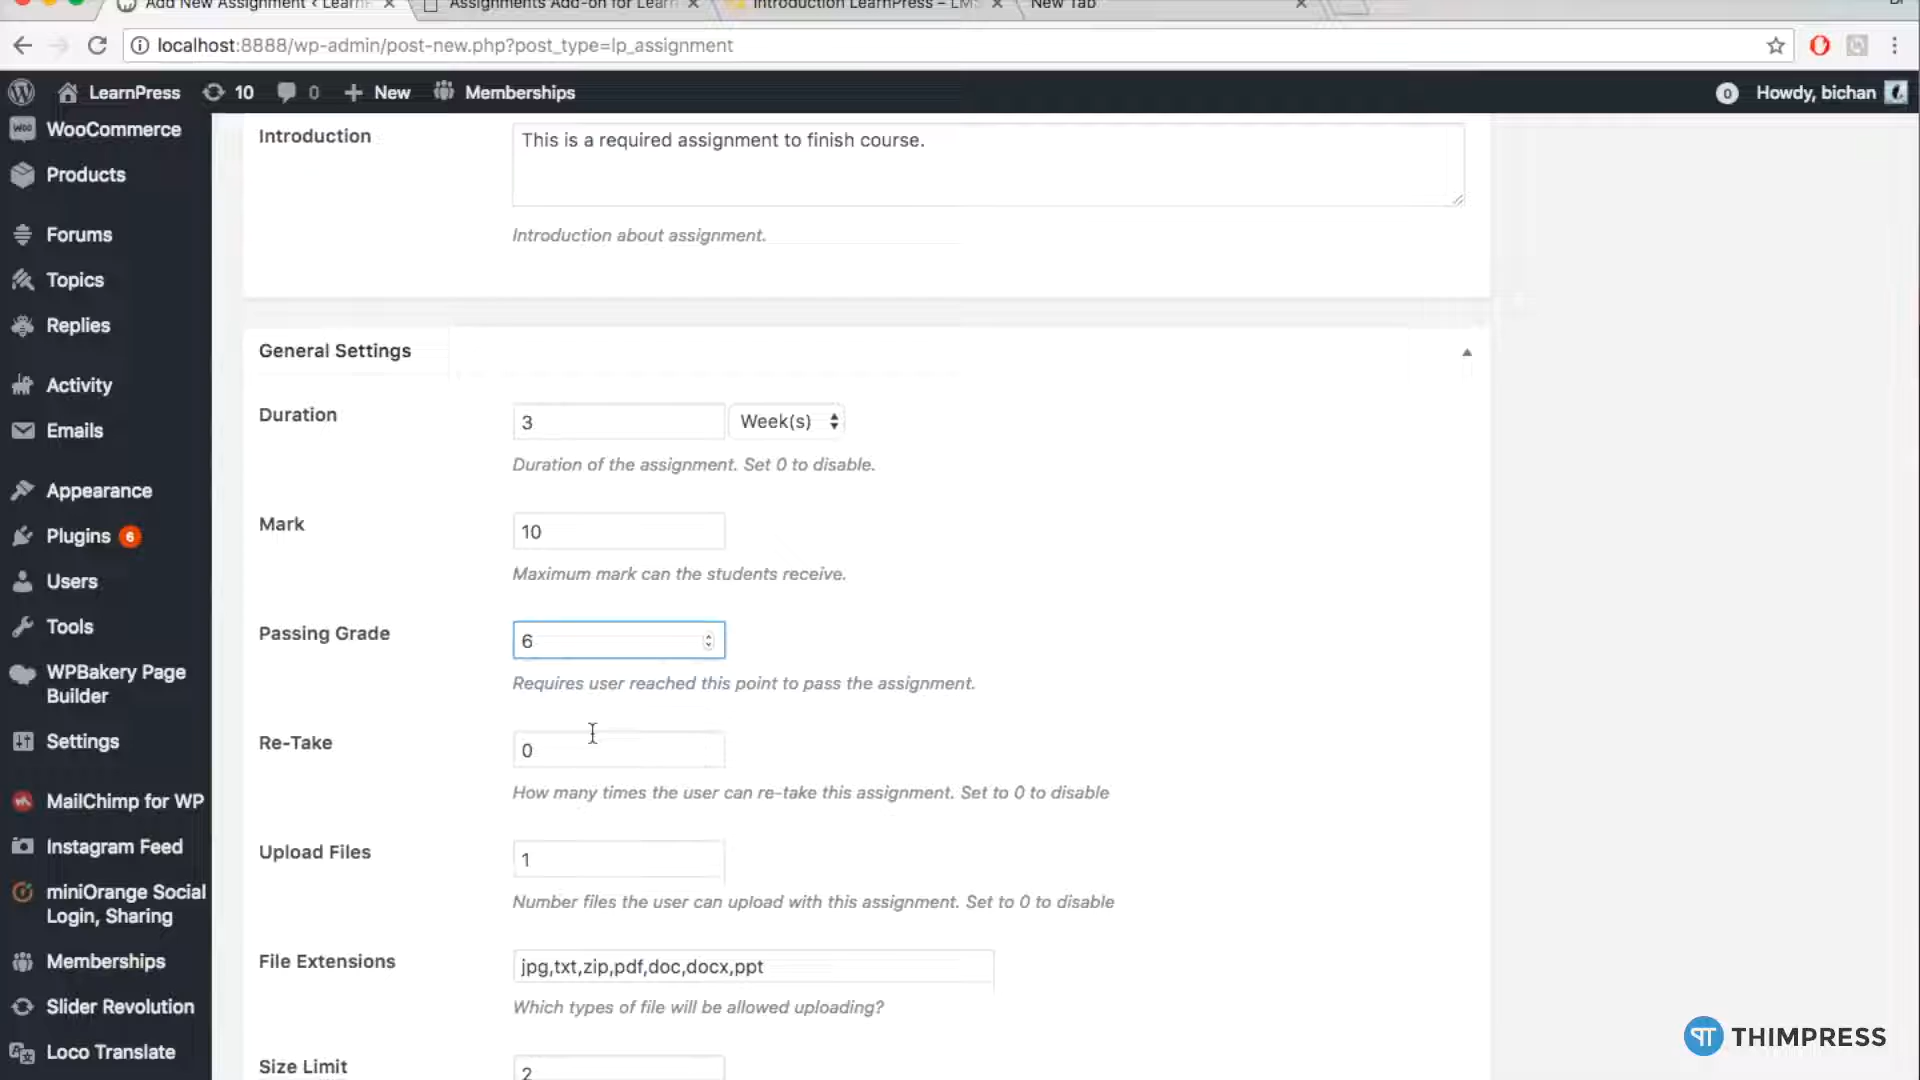 Add New Assignment ‹ Learn
Assignments Add-on for Learn
Introduction LearnPress – LMS
New Tab
localhost:8888/wp-admin/post-new.php?post_type=lp_assignment
LearnPress
10
0
New
Memberships
0
Howdy, bichan
WooCommerce
Products
Forums
Topics
Replies
Activity
Emails
Appearance
Plugins 6
Users
Tools
WPBakery Page
Builder
Settings
MailChimp for WP
Instagram Feed
miniOrange Social
Login, Sharing
Memberships
Slider Revolution
Loco Translate
Introduction
This is a required assignment to finish course.
Introduction about assignment.
General Settings
Duration
3
Week(s)
Duration of the assignment. Set 0 to disable.
Mark
10
Maximum mark can the students receive.
Passing Grade
6
Requires user reached this point to pass the assignment.
Re-Take
0
How many times the user can re-take this assignment. Set to 0 to disable
Upload Files
1
Number files the user can upload with this assignment. Set to 0 to disable
File Extensions
jpg,txt,zip,pdf,doc,docx,ppt
Which types of file will be allowed uploading?
Size Limit
2
THIMPRESS